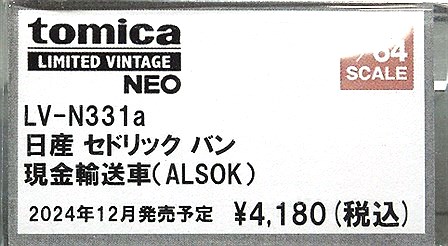 tomica
LIMITED VINTAGE
NEO
1/64
SCALE
LV-N331a
日産 セドリック バン
現金輸送車(ALSOK)
2024年12月発売予定 ¥4,180(税込)